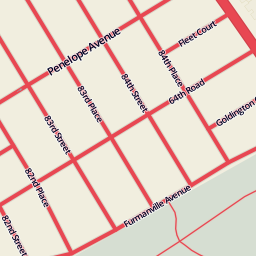 Fleet Court
Penelope Avenue
84th Place
84th Street
83rd Place
64th Road
Goldington
83rd Street
82nd Place
Furmanville Avenue
82nd Street